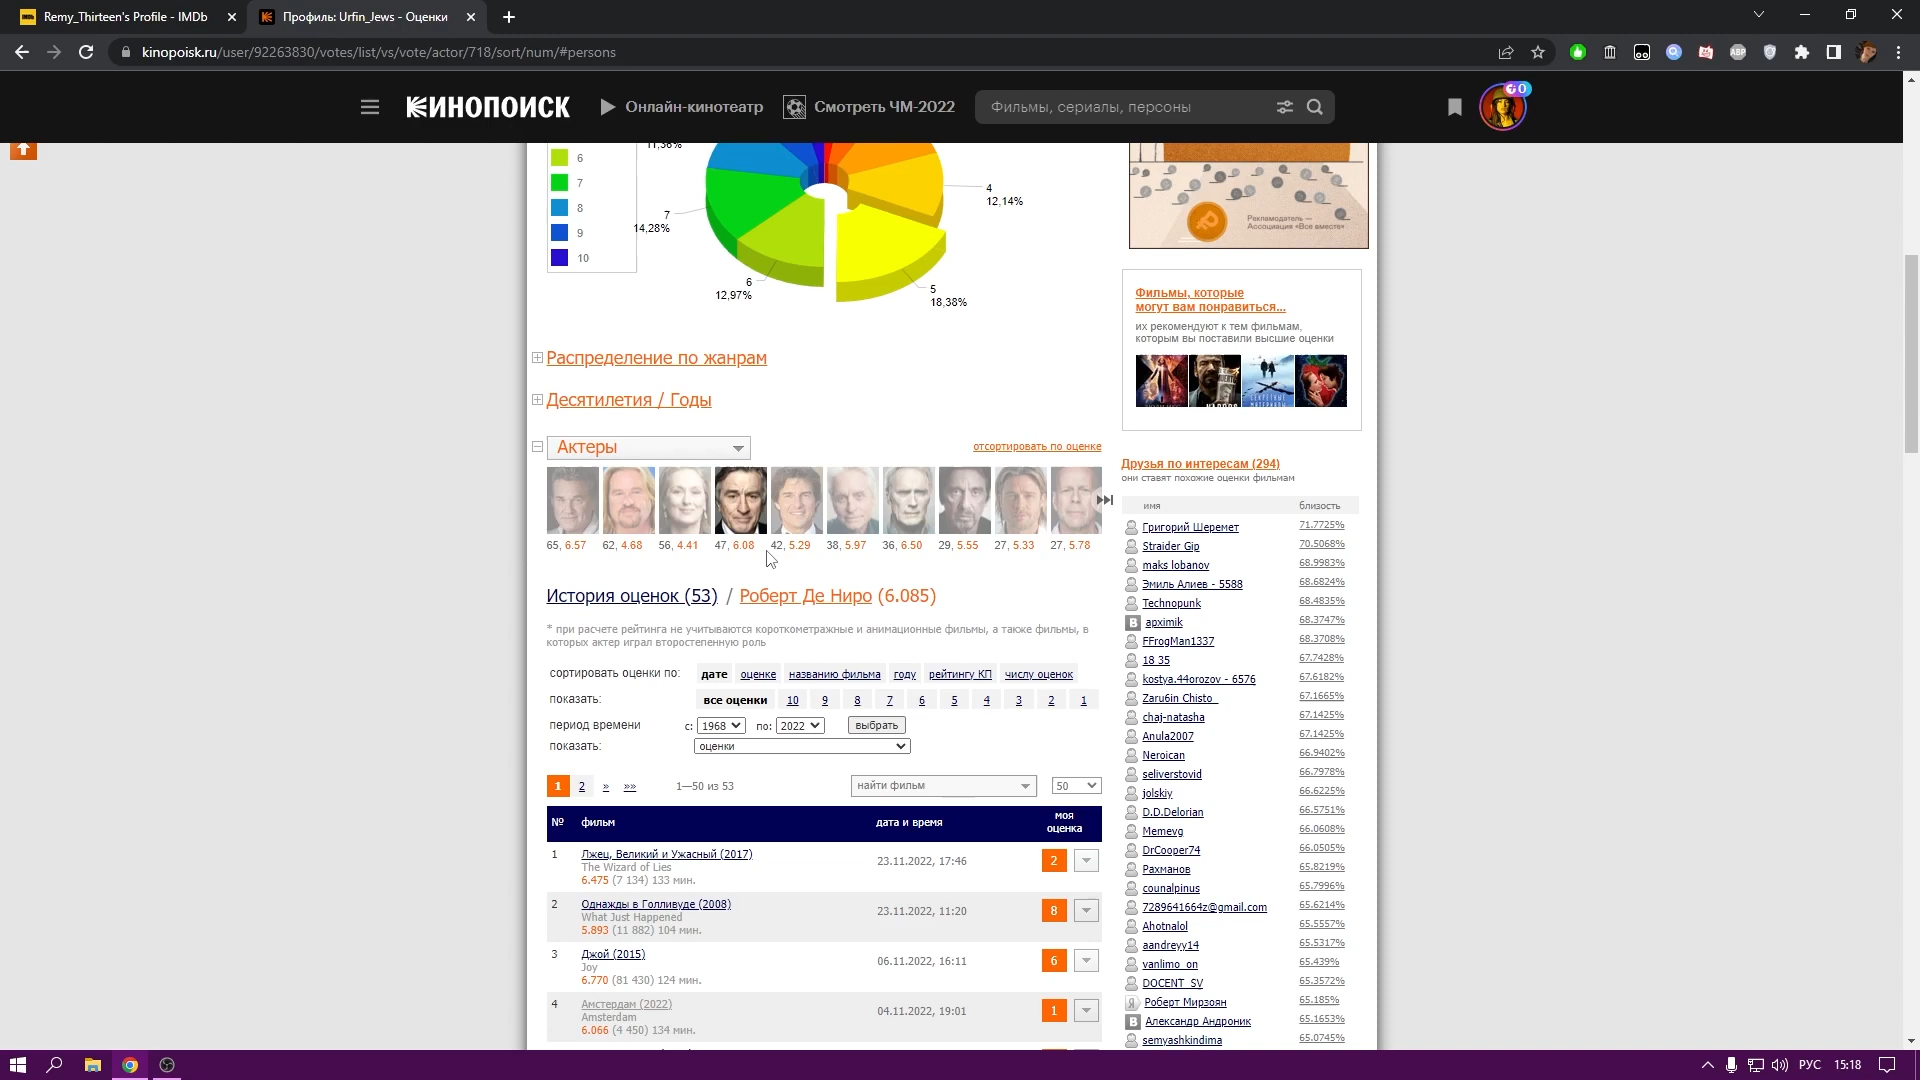 Remy_Thirteen's Profile - IMDb
Профиль: Urfin_Jews - Оценки
kinopoisk.ru/user/92263830/votes/list/vs/vote/actor/718/sort/num/#persons
КИНОПОИСК
Онлайн-кинотеатр
Смотреть ЧМ-2022
Фильмы, сериалы, персоны
0
6
7
8
9
10
11,36%
4
12,14%
7
14,28%
6
12,97%
5
18,38%
Рекламодатель —
Ассоциация «Все вместе»
Распределение по жанрам
Десятилетия / Годы
Актеры
отсортировать по оценке
65, 6.57 62, 4.68 56, 4.41 47, 6.08 42, 5.29 38, 5.97 36, 6.50 29, 5.55 27, 5.33 27, 5.78
История оценок (53) / Роберт Де Ниро (6.085)
* при расчете рейтинга не учитываются короткометражные и анимационные фильмы, а также фильмы, в
которых актер играл второстепенную роль
сортировать оценки по: дате оценке названию фильма году рейтингу КП числу оценок
показать: все оценки 10 9 8 7 6 5 4 3 2 1
период времени с: 1968 по: 2022 выбрать
показать: оценки
1 2 » »» 1—50 из 53 найти фильм 50
№ фильм дата и время моя
оценка
1 Лжец, Великий и Ужасный (2017)
The Wizard of Lies
6.475 (7 134) 133 мин.
23.11.2022, 17:46
2
2 Однажды в Голливуде (2008)
What Just Happened
5.893 (11 882) 104 мин.
23.11.2022, 11:20
8
3 Джой (2015)
Joy
6.770 (81 430) 124 мин.
06.11.2022, 16:11
6
4 Амстердам (2022)
Amsterdam
6.066 (4 450) 134 мин.
04.11.2022, 19:01
1
Фильмы, которые
могут вам понравиться...
их рекомендуют к тем фильмам,
которым вы поставили высшие оценки
Друзья по интересам (294)
они ставят похожие оценки фильмам
имя близость
Григорий Шеремет 71.7725%
Straider Gip 70.5068%
maks lobanov 68.9983%
Эмиль Алиев - 5588 68.6824%
Technopunk 68.4835%
apximik 68.3747%
FFrogMan1337 68.3708%
18 35 67.7428%
kostya.44orozov - 6576 67.6182%
Zaru6in Chisto_ 67.1665%
chaj-natasha 67.1425%
Anula2007 67.1425%
Neroican 66.9402%
seliverstovid 66.7978%
jolskiy 66.6225%
D.D.Delorian 66.5751%
Memevg 66.0608%
DrCooper74 66.0505%
Рахманов 65.8219%
counalpinus 65.7996%
7289641664z@gmail.com 65.6214%
Ahotnalol 65.5557%
aandreyy14 65.5317%
vanlimo_on 65.439%
DOCENT_SV 65.3572%
Роберт Мирзоян 65.185%
Александр Андроник 65.1653%
semyashkindima 65.0745%
РУС 15:18